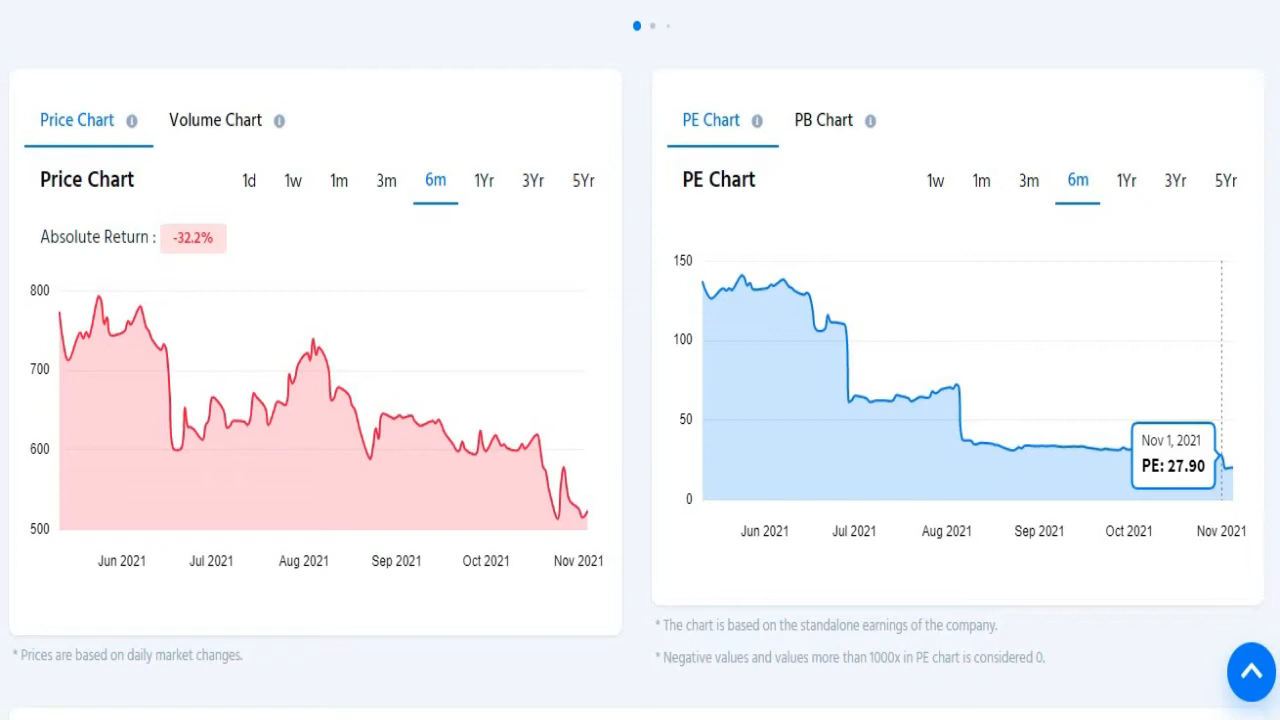 Price Chart Volume Chart
Price Chart 1d 1w 1m 3m 6m 1Yr 3Yr 5Yr
Absolute Return : -32.2%
800
700
600
500
Jun 2021 Jul 2021 Aug 2021 Sep 2021 Oct 2021 Nov 2021
* Prices are based on daily market changes.
PE Chart PB Chart
PE Chart 1w 1m 3m 6m 1Yr 3Yr 5Yr
150
100
50
0
Nov 1, 2021
PE: 27.90
Jun 2021 Jul 2021 Aug 2021 Sep 2021 Oct 2021 Nov 2021
* The chart is based on the standalone earnings of the company.
* Negative values and values more than 1000x in PE chart is considered 0.